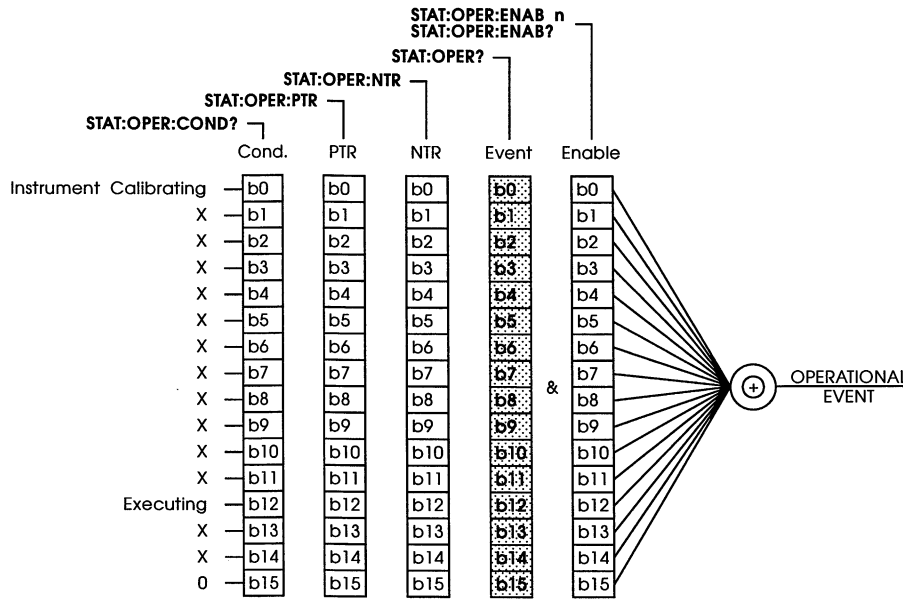 STAT:OPER:ENAB n
STAT:OPER:ENAB?
STAT:OPER?
STAT:OPER:NTR
STAT:OPER:PTR
STAT:OPER:COND?
Cond. PTR NTR Event Enable
Instrument Calibrating b0 b0 b0 b0 b0
X b1 b1 b1 b1 b1
X b2 b2 b2 b2 b2
X b3 b3 b3 b3 b3
X b4 b4 b4 b4 b4
X b5 b5 b5 b5 b5
X b6 b6 b6 b6 b6
X b7 b7 b7 b7 b7
& + OPERATIONAL
EVENT
X b8 b8 b8 b8 b8
X b9 b9 b9 b9 b9
X b10 b10 b10 b10 b10
X b11 b11 b11 b11 b11
Executing b12 b12 b12 b12 b12
X b13 b13 b13 b13 b13
X b14 b14 b14 b14 b14
0 b15 b15 b15 b15 b15